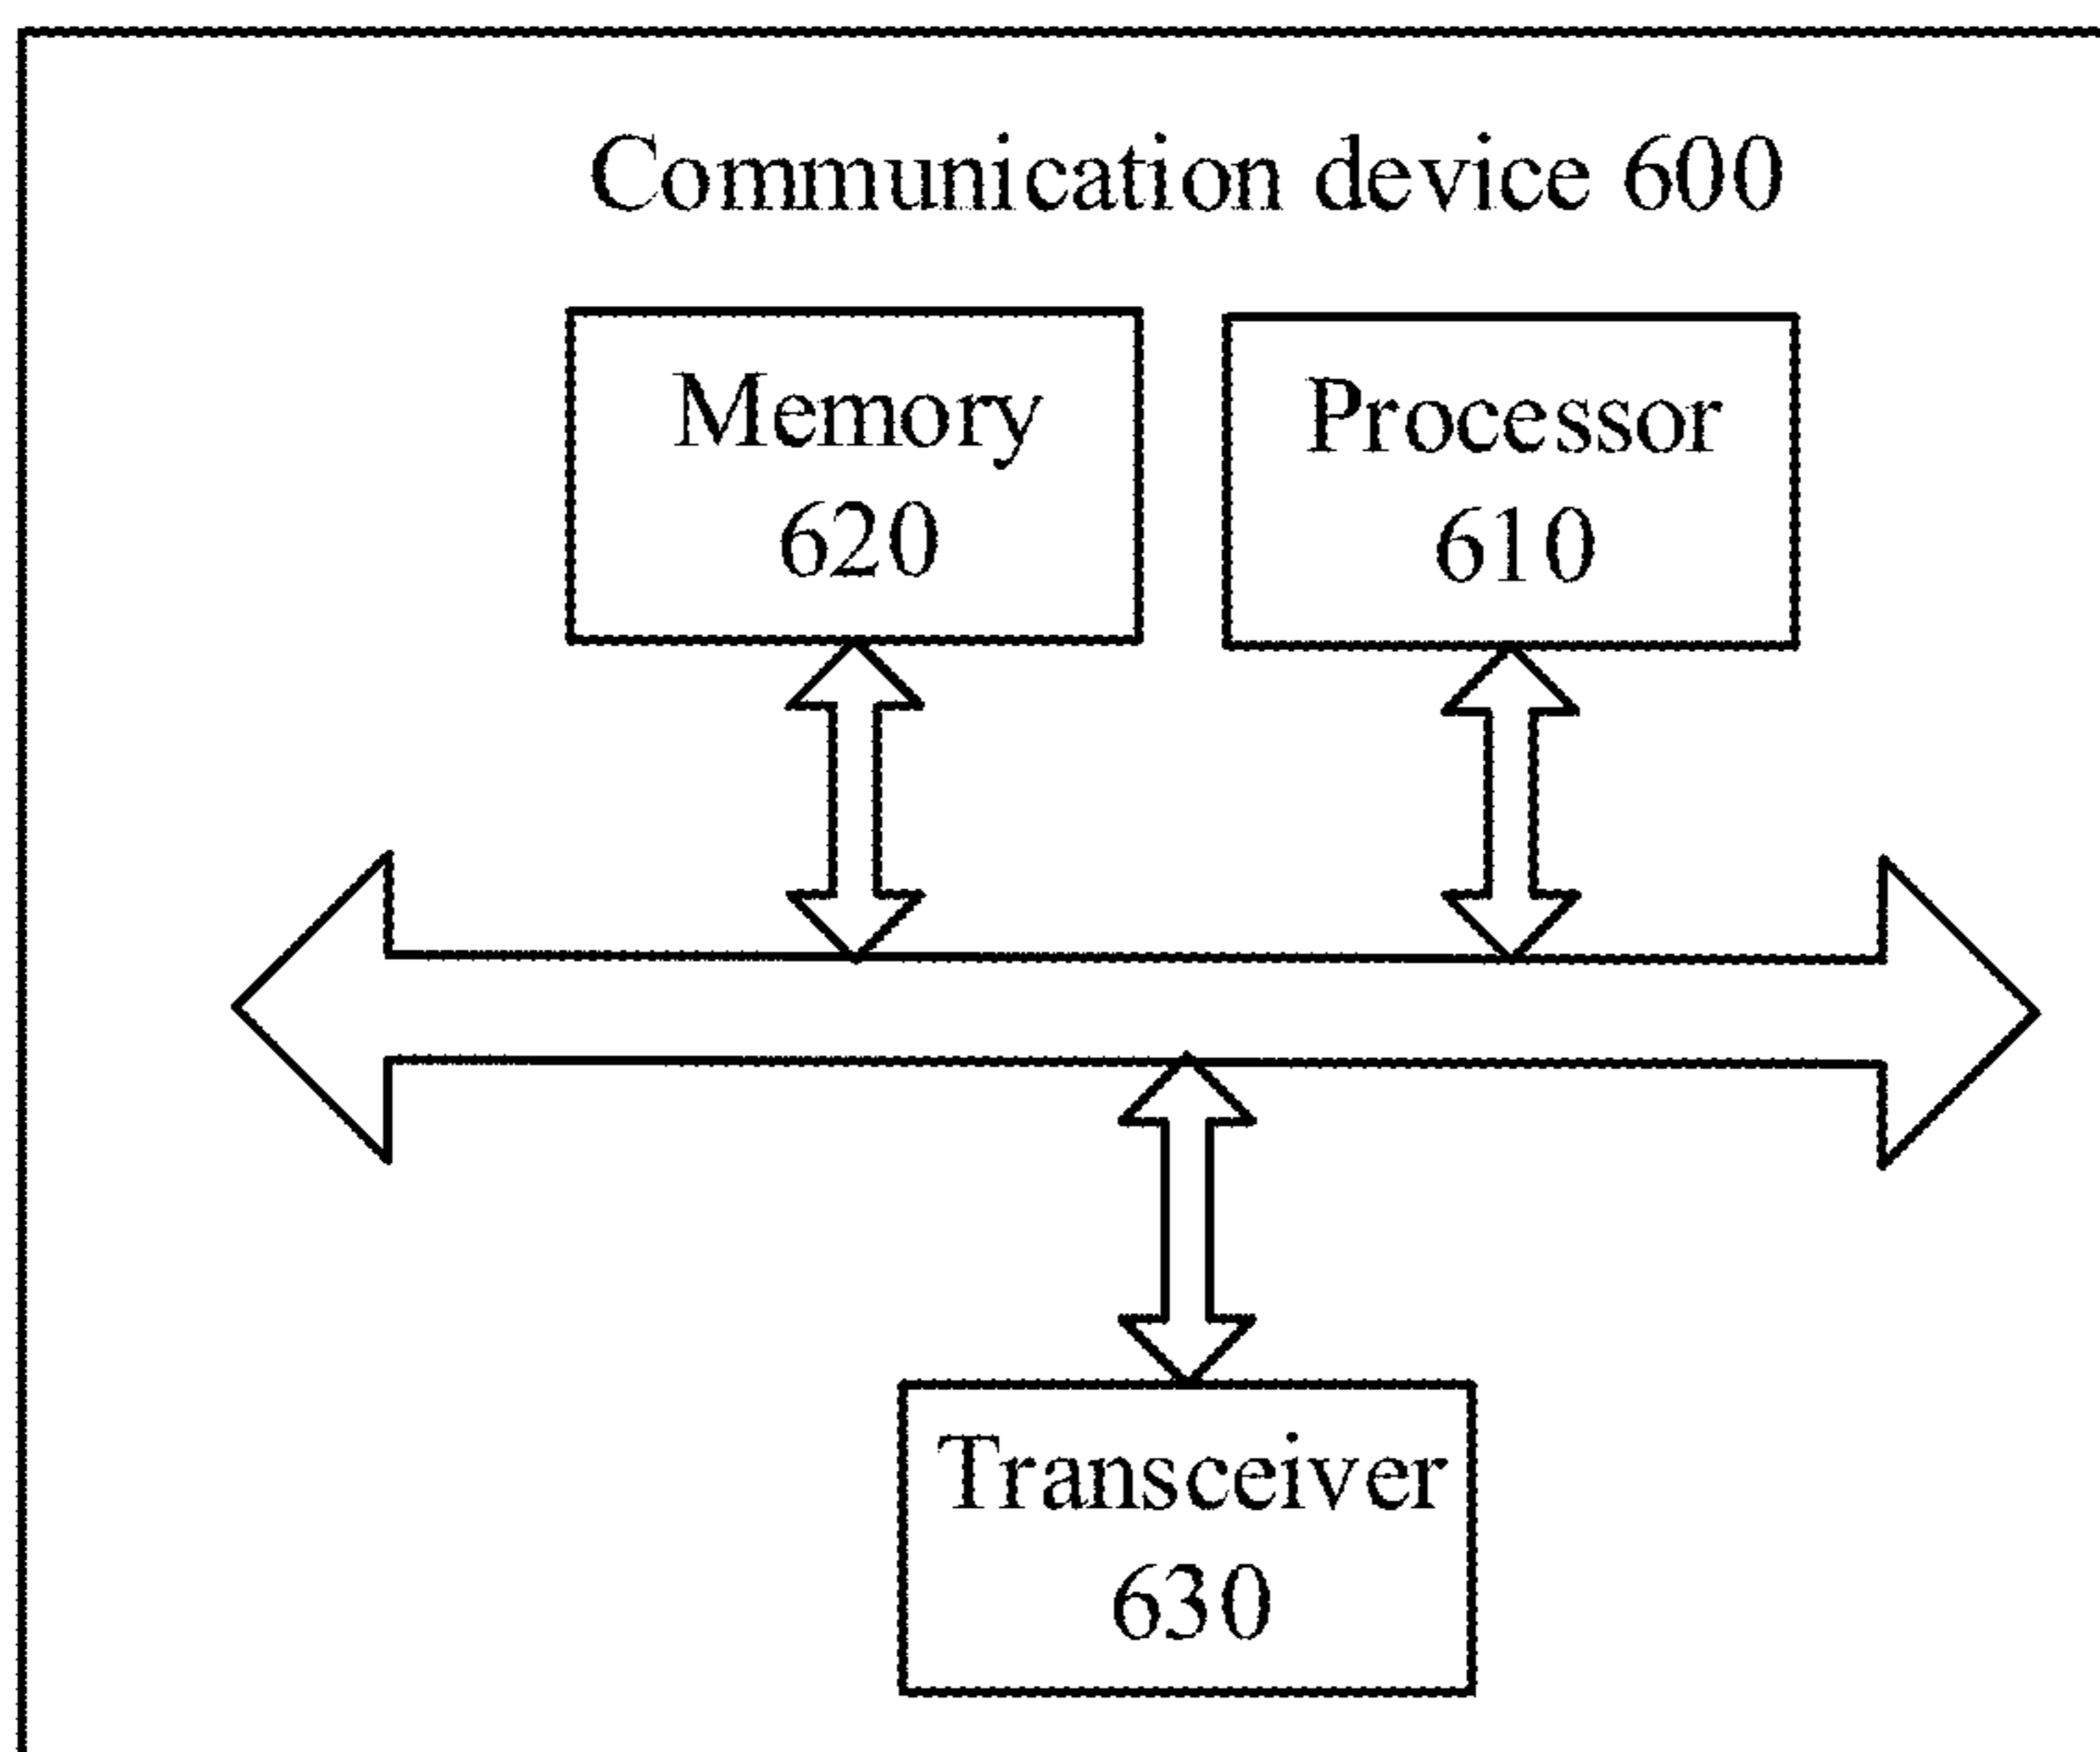 Communication device 600
Memory
620
Processor
610
Transceiver
630